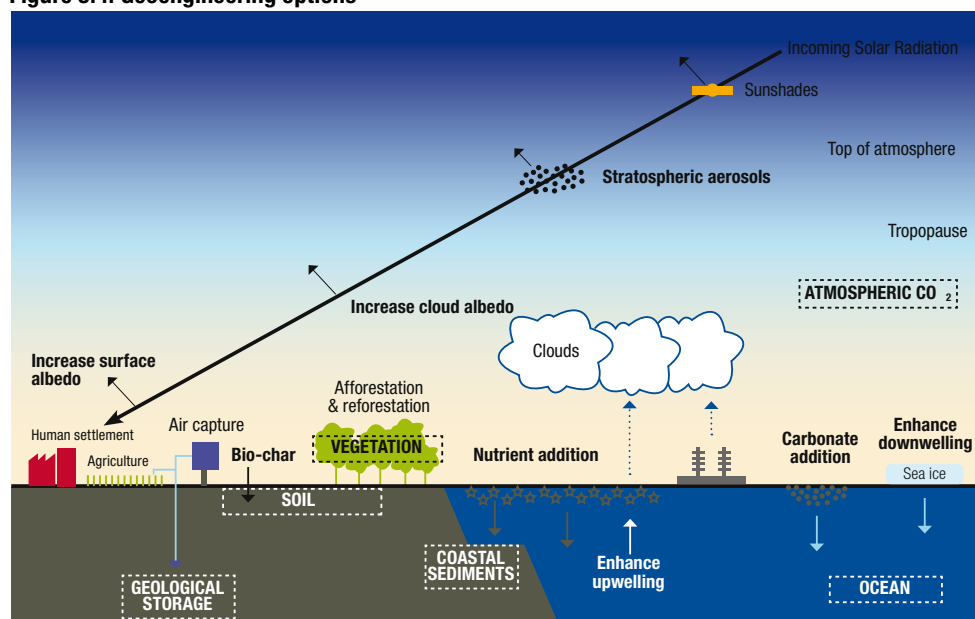 Incoming Solar Radiation
Sunshades
Top of atmosphere
Stratospheric aerosols
Tropopause
ATMOSPHERIC CO 2
Increase cloud albedo
Clouds
Increase surface
albedo
Afforestation
& reforestation
VEGETATION
Human settlement
Agriculture
Air capture
Bio-char
Nutrient addition
Carbonate
addition
Enhance
downwelling
Sea ice
SOIL
GEOLOGICAL
STORAGE
COASTAL
SEDIMENTS
Enhance
upwelling
OCEAN